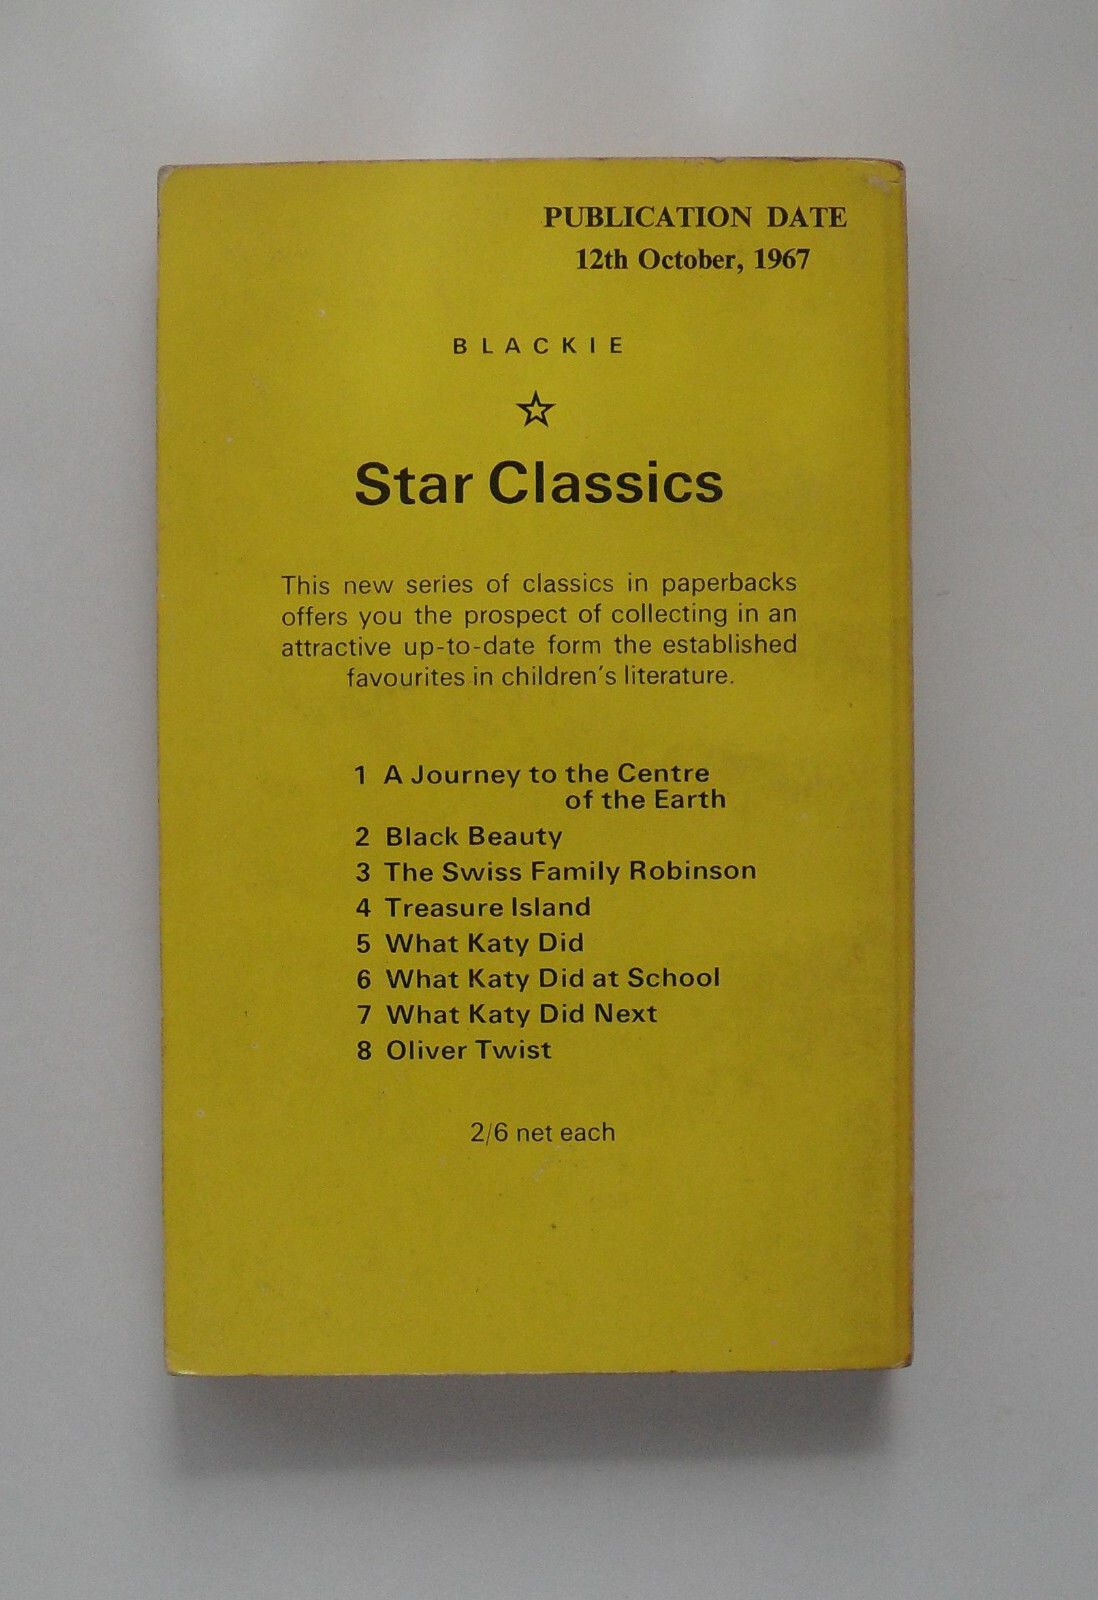 PUBLICATION DATE
12th October, 1967
BLACKIE
Star Classics
This new series of classics in paperbacks
offers you the prospect of collecting in an
attractive up-to-date form the established
favourites in children's literature.
1 A Journey to the Centre
of the Earth
2 Black Beauty
3 The Swiss Family Robinson
4 Treasure Island
5 What Katy Did
6 What Katy Did at School
7 What Katy Did Next
8 Oliver Twist
2/6 net each